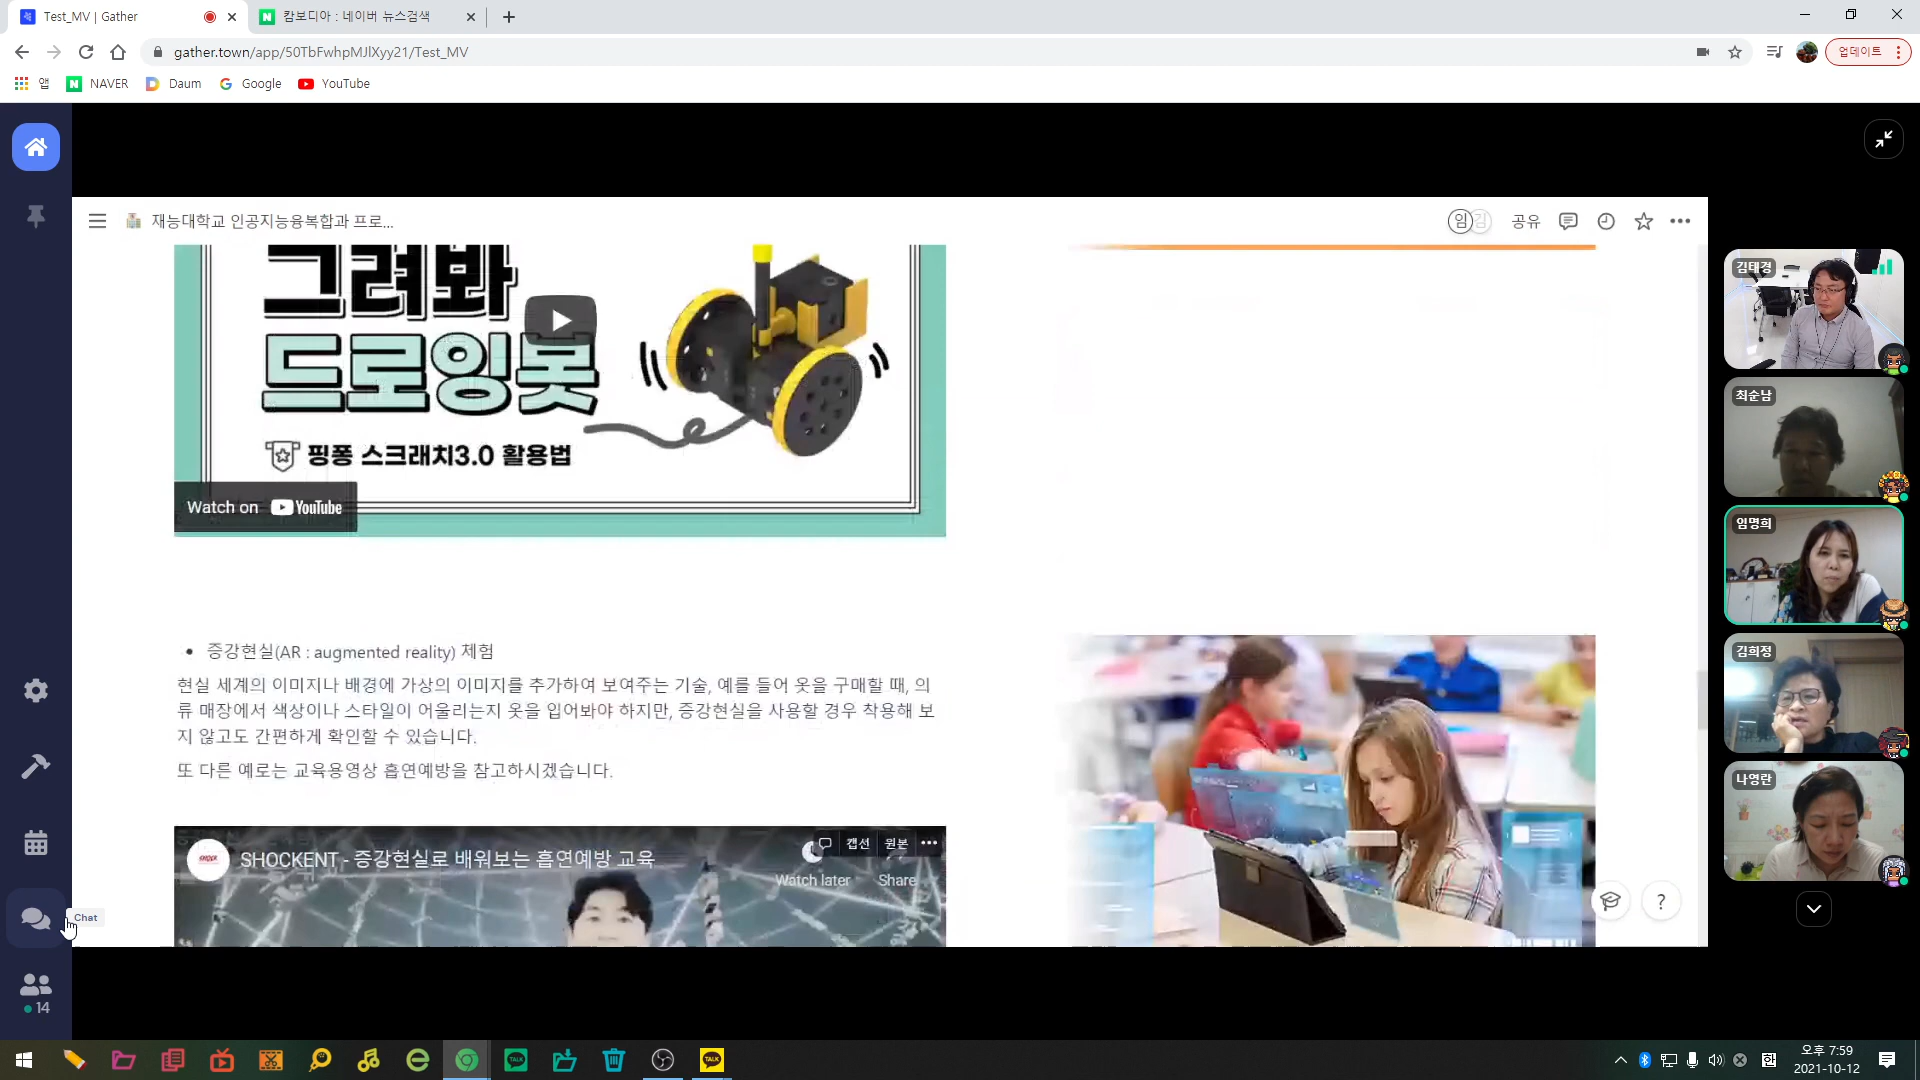 Test_MV | Gather
캄보디아 : 네이버 뉴스검색
gather.town/app/50TbFwhpMJlXyy21/Test_MV
업데이트
앱
NAVER
Daum
Google
YouTube
재능대학교 인공지능융복합과 프로...
임
김
공유
그려봐
드로잉봇
핑퐁 스크래치3.0 활용법
Watch on YouTube
• 증강현실(AR : augmented reality) 체험
현실 세계의 이미지나 배경에 가상의 이미지를 추가하여 보여주는 기술, 예를 들어 옷을 구매할 때, 의
류 매장에서 색상이나 스타일이 어울리는지 옷을 입어봐야 하지만, 증강현실을 사용할 경우 착용해 보
지 않고도 간편하게 확인할 수 있습니다.
또 다른 예로는 교육용영상 흡연예방을 참고하시겠습니다.
SHOCKENT - 증강현실로 배워보는 흡연예방 교육
캡션
원본
Watch later
Share
?
김태경
최순남
임명희
김희정
나영란
Chat
14
TALK
TALK
한
오후 7:59
2021-10-12